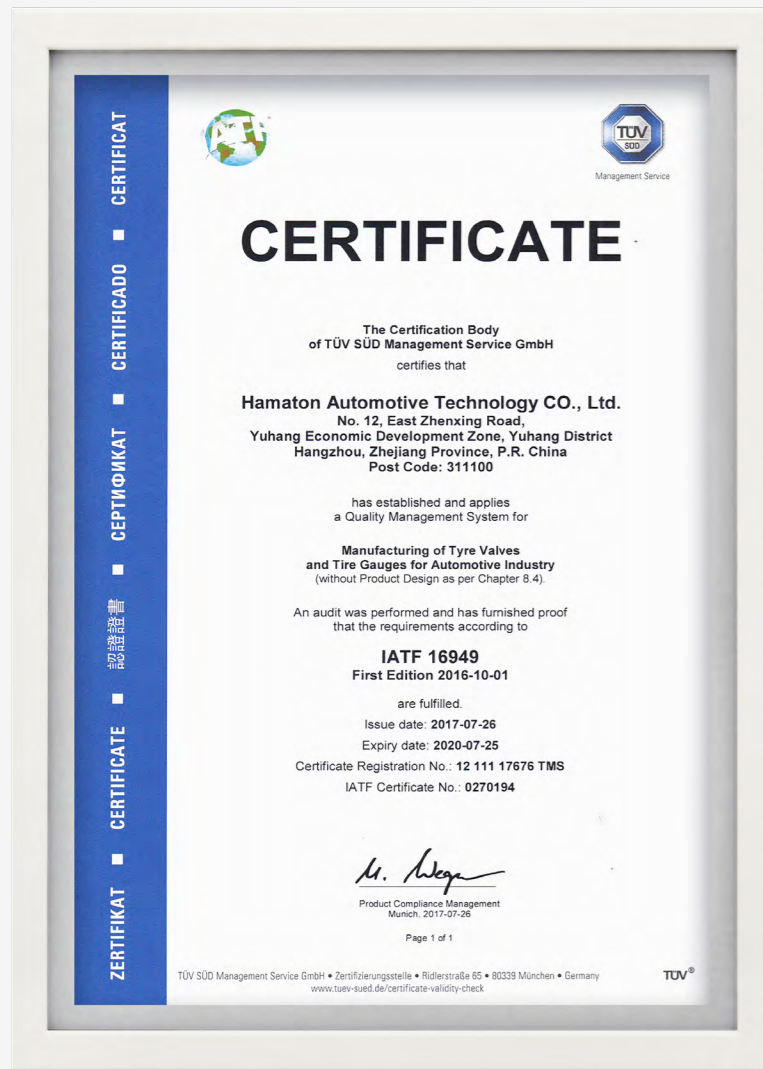 CERTIFICAT
CERTIFICADO
СЕРТИФИКАТ
認證證書
CERTIFICATE
ZERTIFIKAT
IATF
TÜV
SÜD
Management Service
CERTIFICATE
The Certification Body
of TÜV SÜD Management Service GmbH
certifies that
Hamaton Automotive Technology CO., Ltd.
No. 12, East Zhenxing Road,
Yuhang Economic Development Zone, Yuhang District
Hangzhou, Zhejiang Province, P.R. China
Post Code: 311100
has established and applies
a Quality Management System for
Manufacturing of Tyre Valves
and Tire Gauges for Automotive Industry
(without Product Design as per Chapter 8.4).
An audit was performed and has furnished proof
that the requirements according to
IATF 16949
First Edition 2016-10-01
are fulfilled.
Issue date: 2017-07-26
Expiry date: 2020-07-25
Certificate Registration No.: 12 111 17676 TMS
IATF Certificate No.: 0270194
Product Compliance Management
Munich, 2017-07-26
Page 1 of 1
TÜV SÜD Management Service GmbH • Zertifizierungsstelle • Ridlerstraße 65 • 80339 München • Germany
www.tuev-sued.de/certificate-validity-check
TÜV®